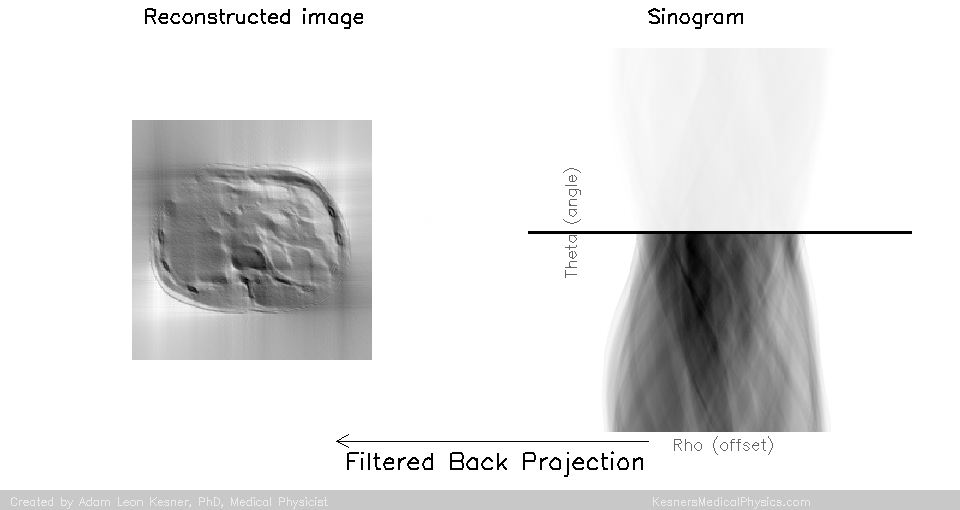 Reconstructed image
Sinogram
Theta (angle)
Rho (offset)
Filtered Back Projection
Created by Adam Leon Kesner, PhD, Medical Physicist
KesnersMedicalPhysics.com